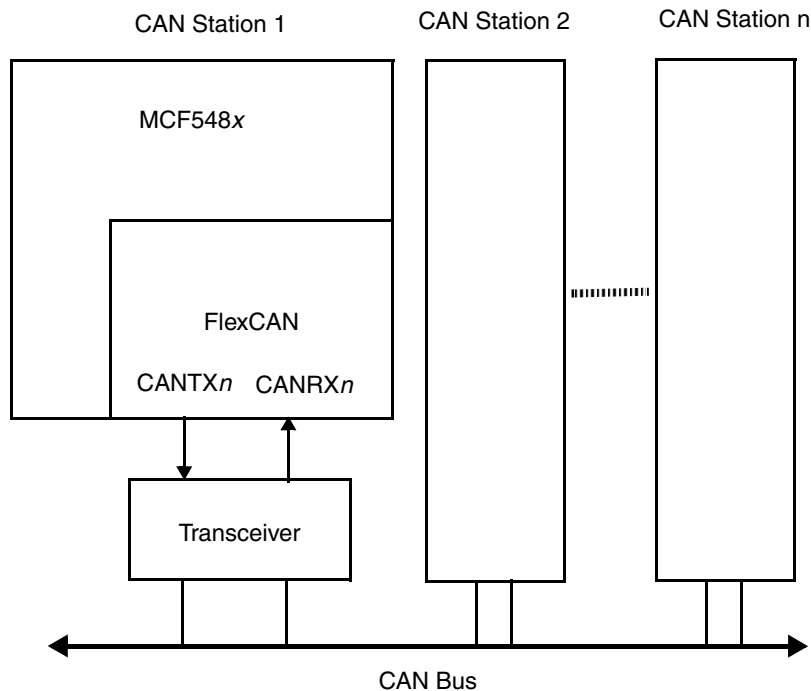 CAN Station 1
CAN Station 2
CAN Station n
MCF548x
FlexCAN
CANTXn
CANRXn
Transceiver
CAN Bus